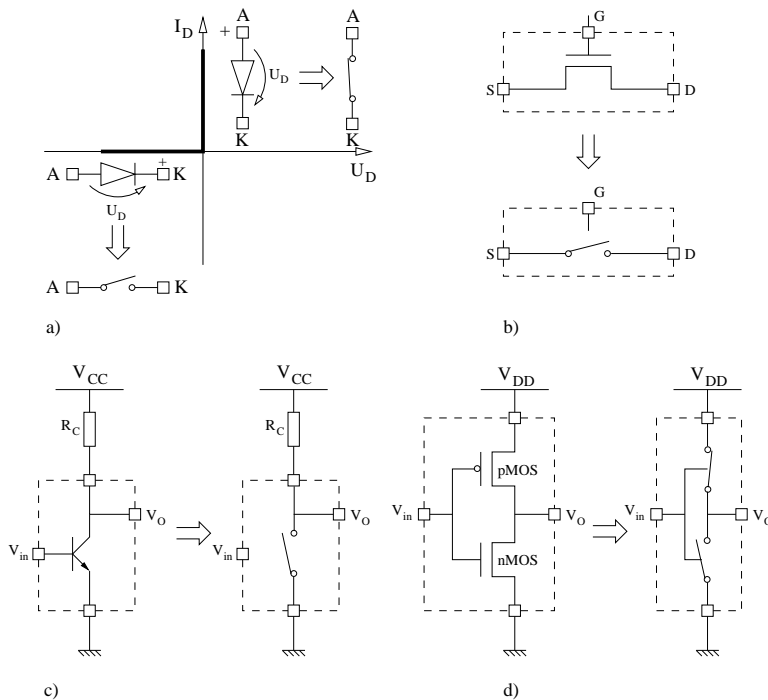 I_D
A
+
U_D
K
A
K
U_D
A
+
K
U_D
A
K
a)
G
S
D
G
S
D
b)
V_CC
R_C
V_in
V_O
V_CC
R_C
V_in
V_O
c)
V_DD
pMOS
V_in
V_O
nMOS
V_DD
V_in
V_O
d)